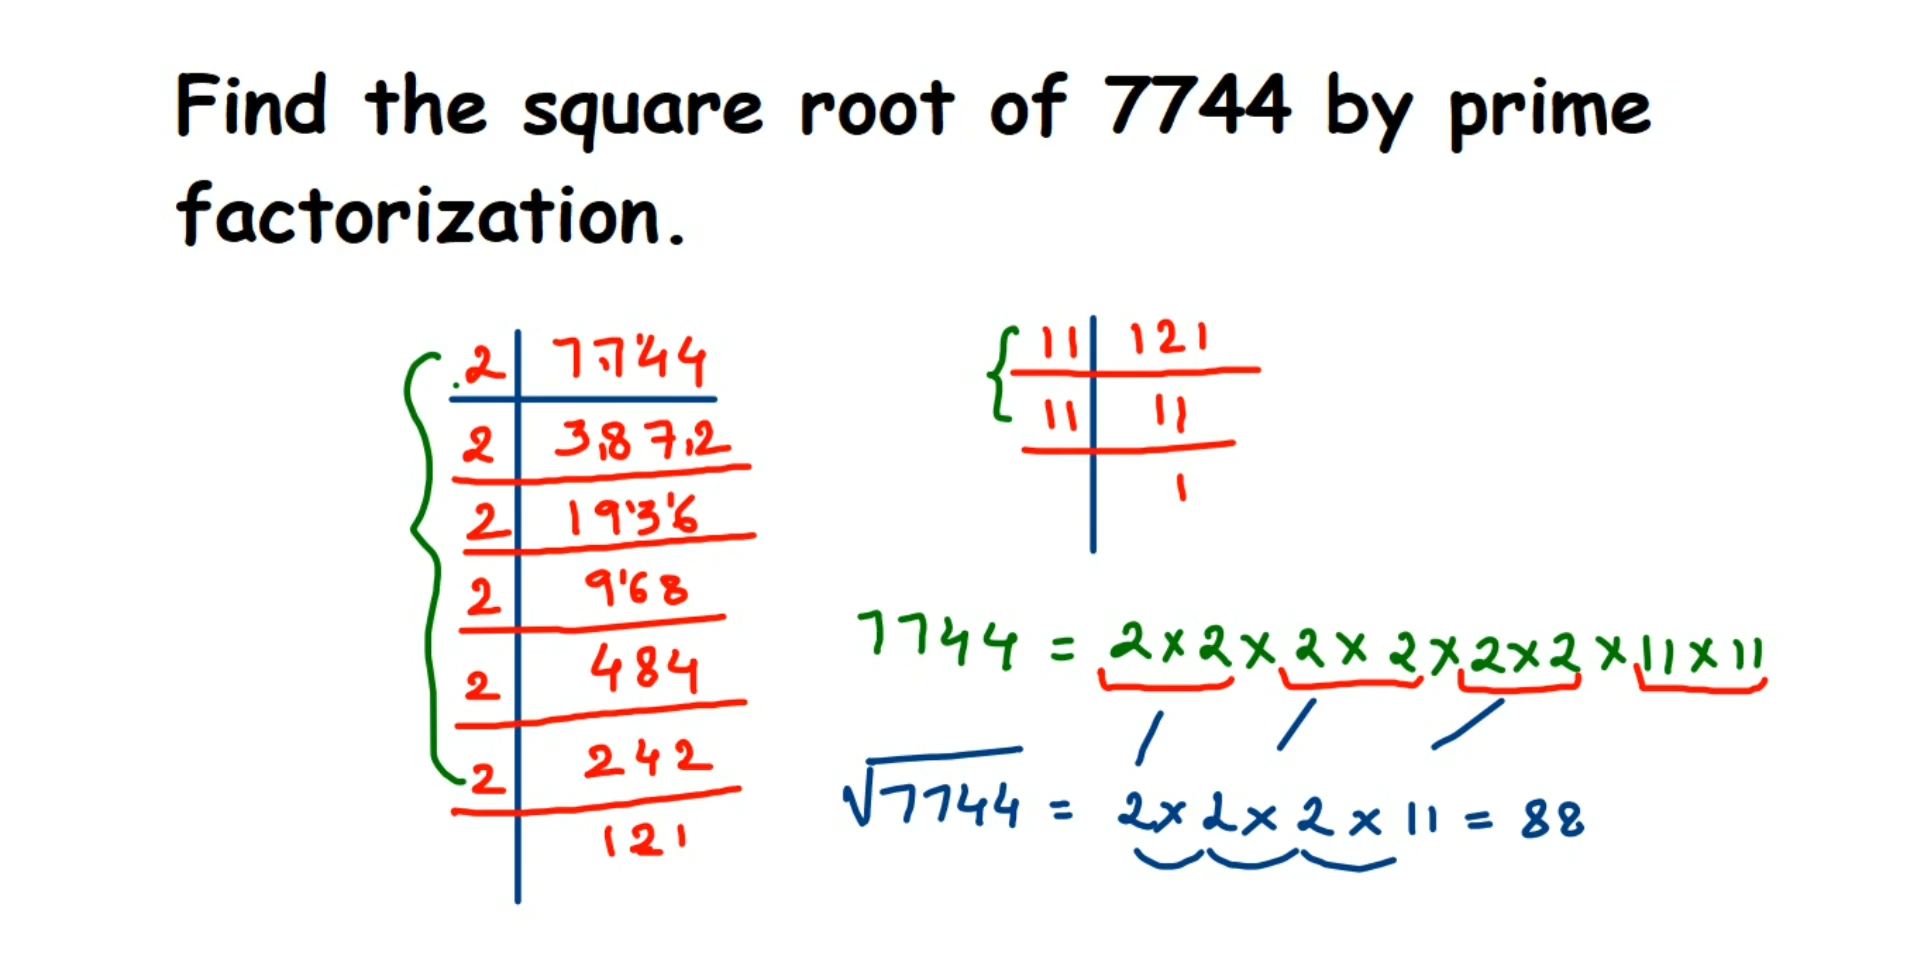 Find the square root of 7744 by prime
factorization.
2 7744
2 3872
2 1936
2 968
2 484
2 242
121
11 121
11 11
1
7744 = 2 × 2 × 2 × 2 × 2 × 2 × 11 × 11
√7744 = 2 × 2 × 2 × 11 = 88